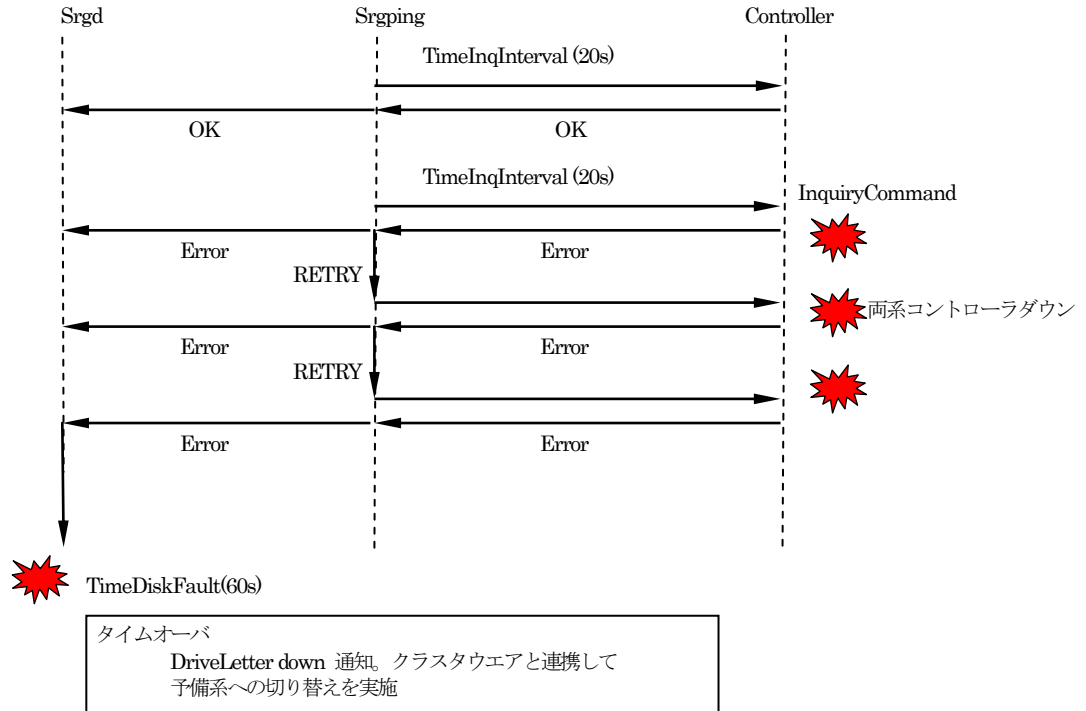 Srgd
Srgping
Controller
TimeInqInterval (20s)
OK
OK
TimeInqInterval (20s)
InquiryCommand
Error
Error
RETRY
両系コントローラダウン
Error
Error
RETRY
Error
Error
TimeDiskFault(60s)
タイムオーバ
DriveLetter down 通知。クラスタウエアと連携して
予備系への切り替えを実施